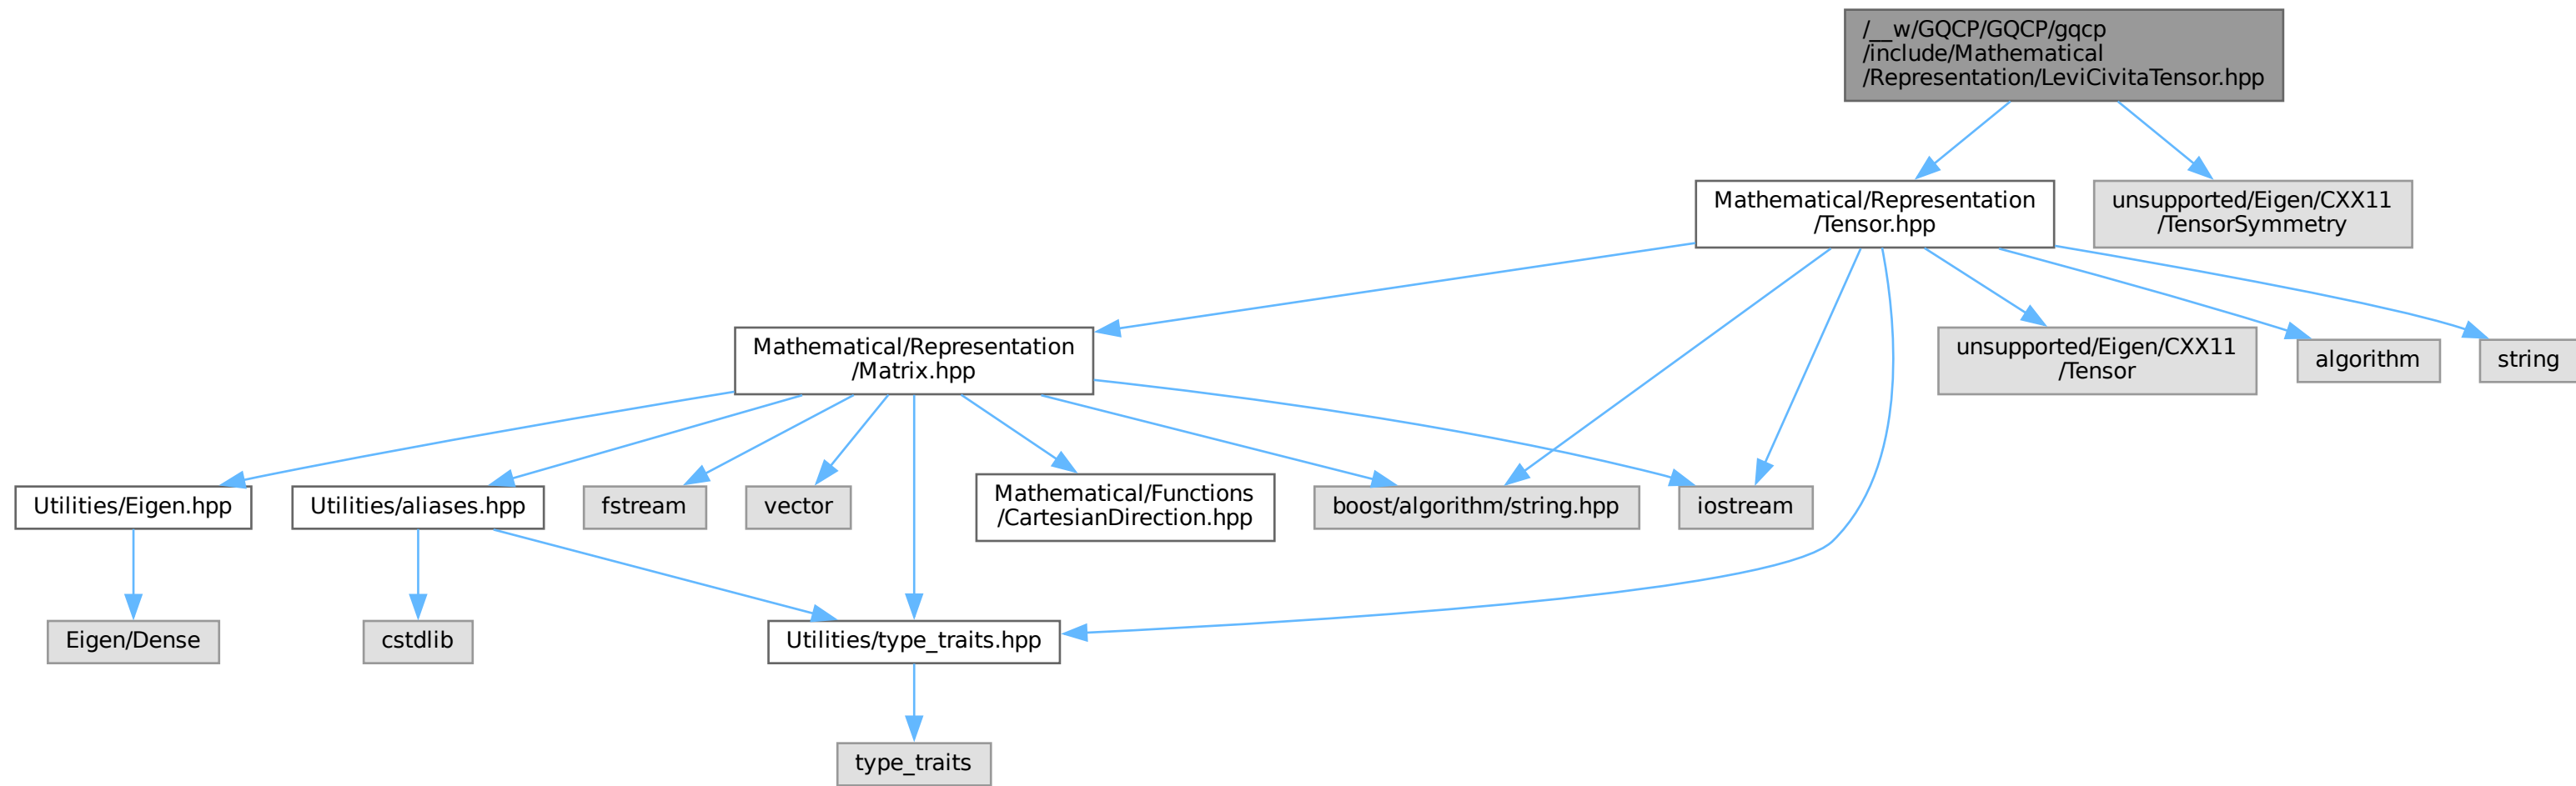 /__w/GQCP/GQCP/gqcp
/include/Mathematical
/Representation/LeviCivitaTensor.hpp
Mathematical/Representation
/Tensor.hpp
unsupported/Eigen/CXX11
/TensorSymmetry
Mathematical/Representation
/Matrix.hpp
unsupported/Eigen/CXX11
/Tensor
algorithm
string
Utilities/Eigen.hpp
Utilities/aliases.hpp
fstream
vector
Mathematical/Functions
/CartesianDirection.hpp
boost/algorithm/string.hpp
iostream
Eigen/Dense
cstdlib
Utilities/type_traits.hpp
type_traits